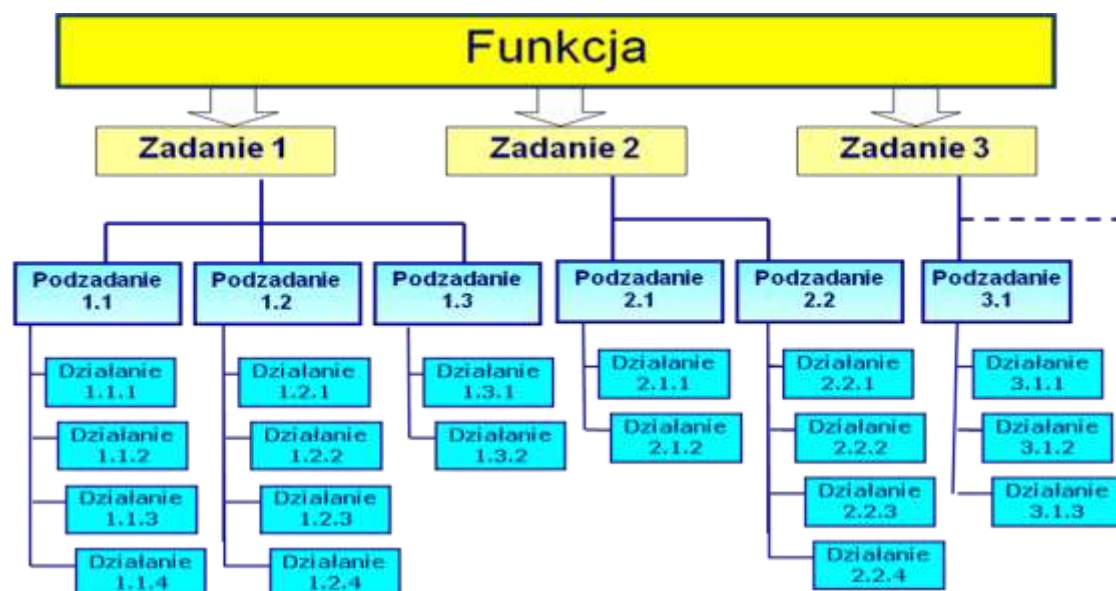 Funkcja
Zadanie 1
Zadanie 2
Zadanie 3
Podzadanie
1.1
Podzadanie
1.2
Podzadanie
1.3
Podzadanie
2.1
Podzadanie
2.2
Podzadanie
3.1
Działanie
1.1.1
Działanie
1.1.2
Działanie
1.1.3
Działanie
1.1.4
Działanie
1.2.1
Działanie
1.2.2
Działanie
1.2.3
Działanie
1.2.4
Działanie
1.3.1
Działanie
1.3.2
Działanie
2.1.1
Działanie
2.1.2
Działanie
2.2.1
Działanie
2.2.2
Działanie
2.2.3
Działanie
2.2.4
Działanie
3.1.1
Działanie
3.1.2
Działanie
3.1.3